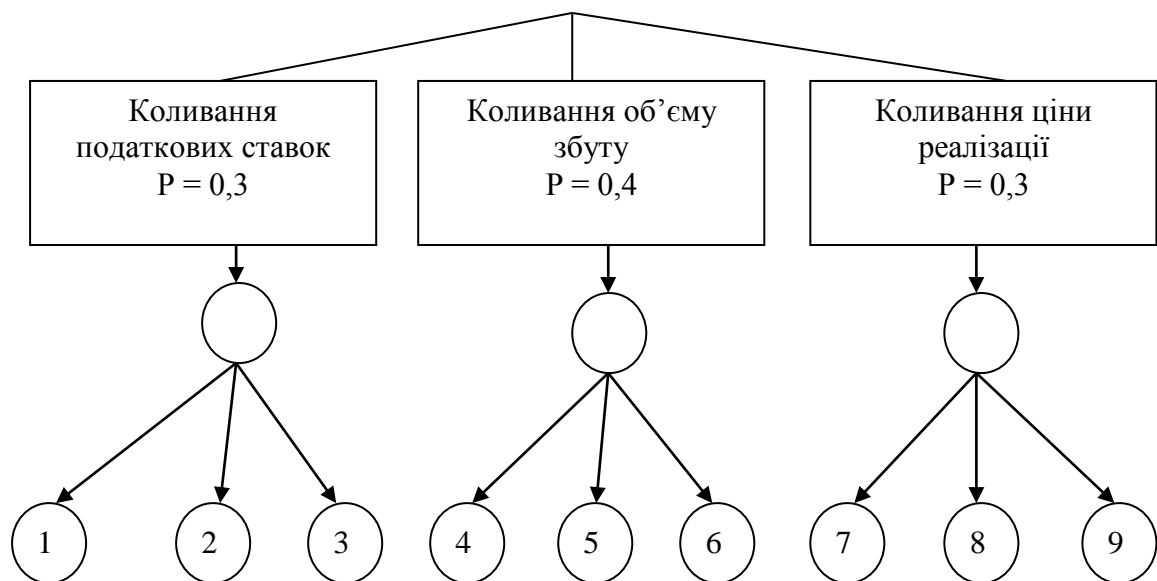 Коливання
податкових ставок
P = 0,3
Коливання об’єму
збуту
P = 0,4
Коливання ціни
реалізації
P = 0,3
1
2
3
4
5
6
7
8
9